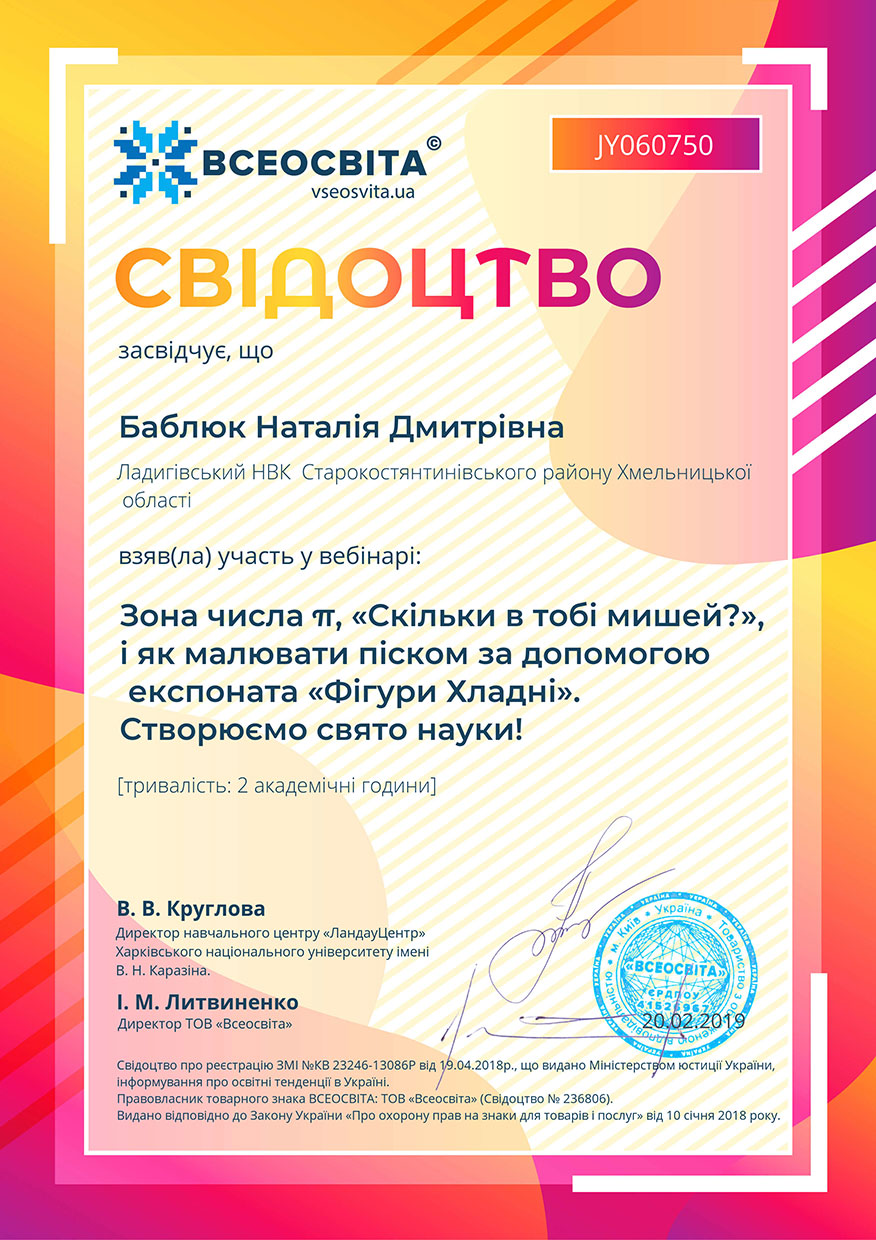 ВСЕОСВІТА©
vseosvita.ua
JY060750
СВІДОЦТВО
засвідчує, що
Баблюк Наталія Дмитрівна
Ладигівський НВК Старокостянтинівського району Хмельницької
області
взяв(ла) участь у вебінарі:
Зона числа π, «Скільки в тобі мишей?»,
і як малювати піском за допомогою
експоната «Фігури Хладні».
Створюємо свято науки!
[тривалість: 2 академічні години]
В. В. Круглова
Директор навчального центру «ЛандауЦентр»
Харківського національного університету імені
В. Н. Каразіна.
І. М. Литвиненко
Директор ТОВ «Всеосвіта»
м. Київ • Україна • Товариство з
«ВСЕОСВІТА»
ЄРДПОУ
20.02.2019
Свідоцтво про реєстрацію ЗМІ №КВ 23246-13086Р від 19.04.2018р., що видано Міністерством юстиції України,
інформування про освітні тенденції в Україні.
Правовласник товарного знака ВСЕОСВІТА: ТОВ «Всеосвіта» (Свідоцтво № 236806).
Видано відповідно до Закону України «Про охорону прав на знаки для товарів і послуг» від 10 січня 2018 року.